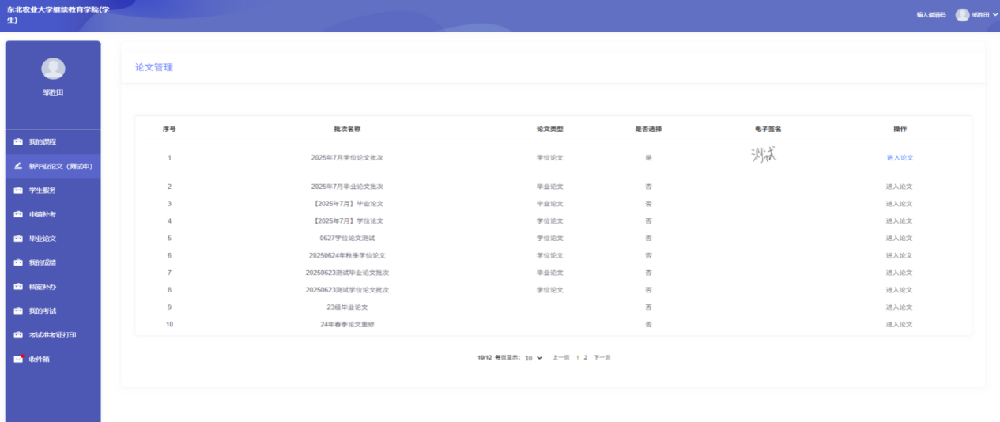 东北农业大学继续教育学院(学
生)
输入邀请码 邹胜田
邹胜田
我的课程
新毕业论文（测试中）
学生服务
申请补考
毕业论文
我的成绩
档案补办
我的考试
考试准考证打印
收件箱
论文管理
序号 批次名称 论文类型 是否选择 电子签名 操作
1 2025年7月学位论文批次 学位论文 是 测试 进入论文
2 2025年7月毕业论文批次 毕业论文 否 进入论文
3 【2025年7月】毕业论文 毕业论文 否 进入论文
4 【2025年7月】学位论文 学位论文 否 进入论文
5 0627学位论文测试 学位论文 否 进入论文
6 20250624年秋季学位论文 学位论文 否 进入论文
7 20250623测试毕业论文批次 毕业论文 否 进入论文
8 20250623测试学位论文批次 学位论文 否 进入论文
9 23级毕业论文 否 进入论文
10 24年春季论文重修 否 进入论文
10/12 每页显示: 10 上一页 1 2 下一页